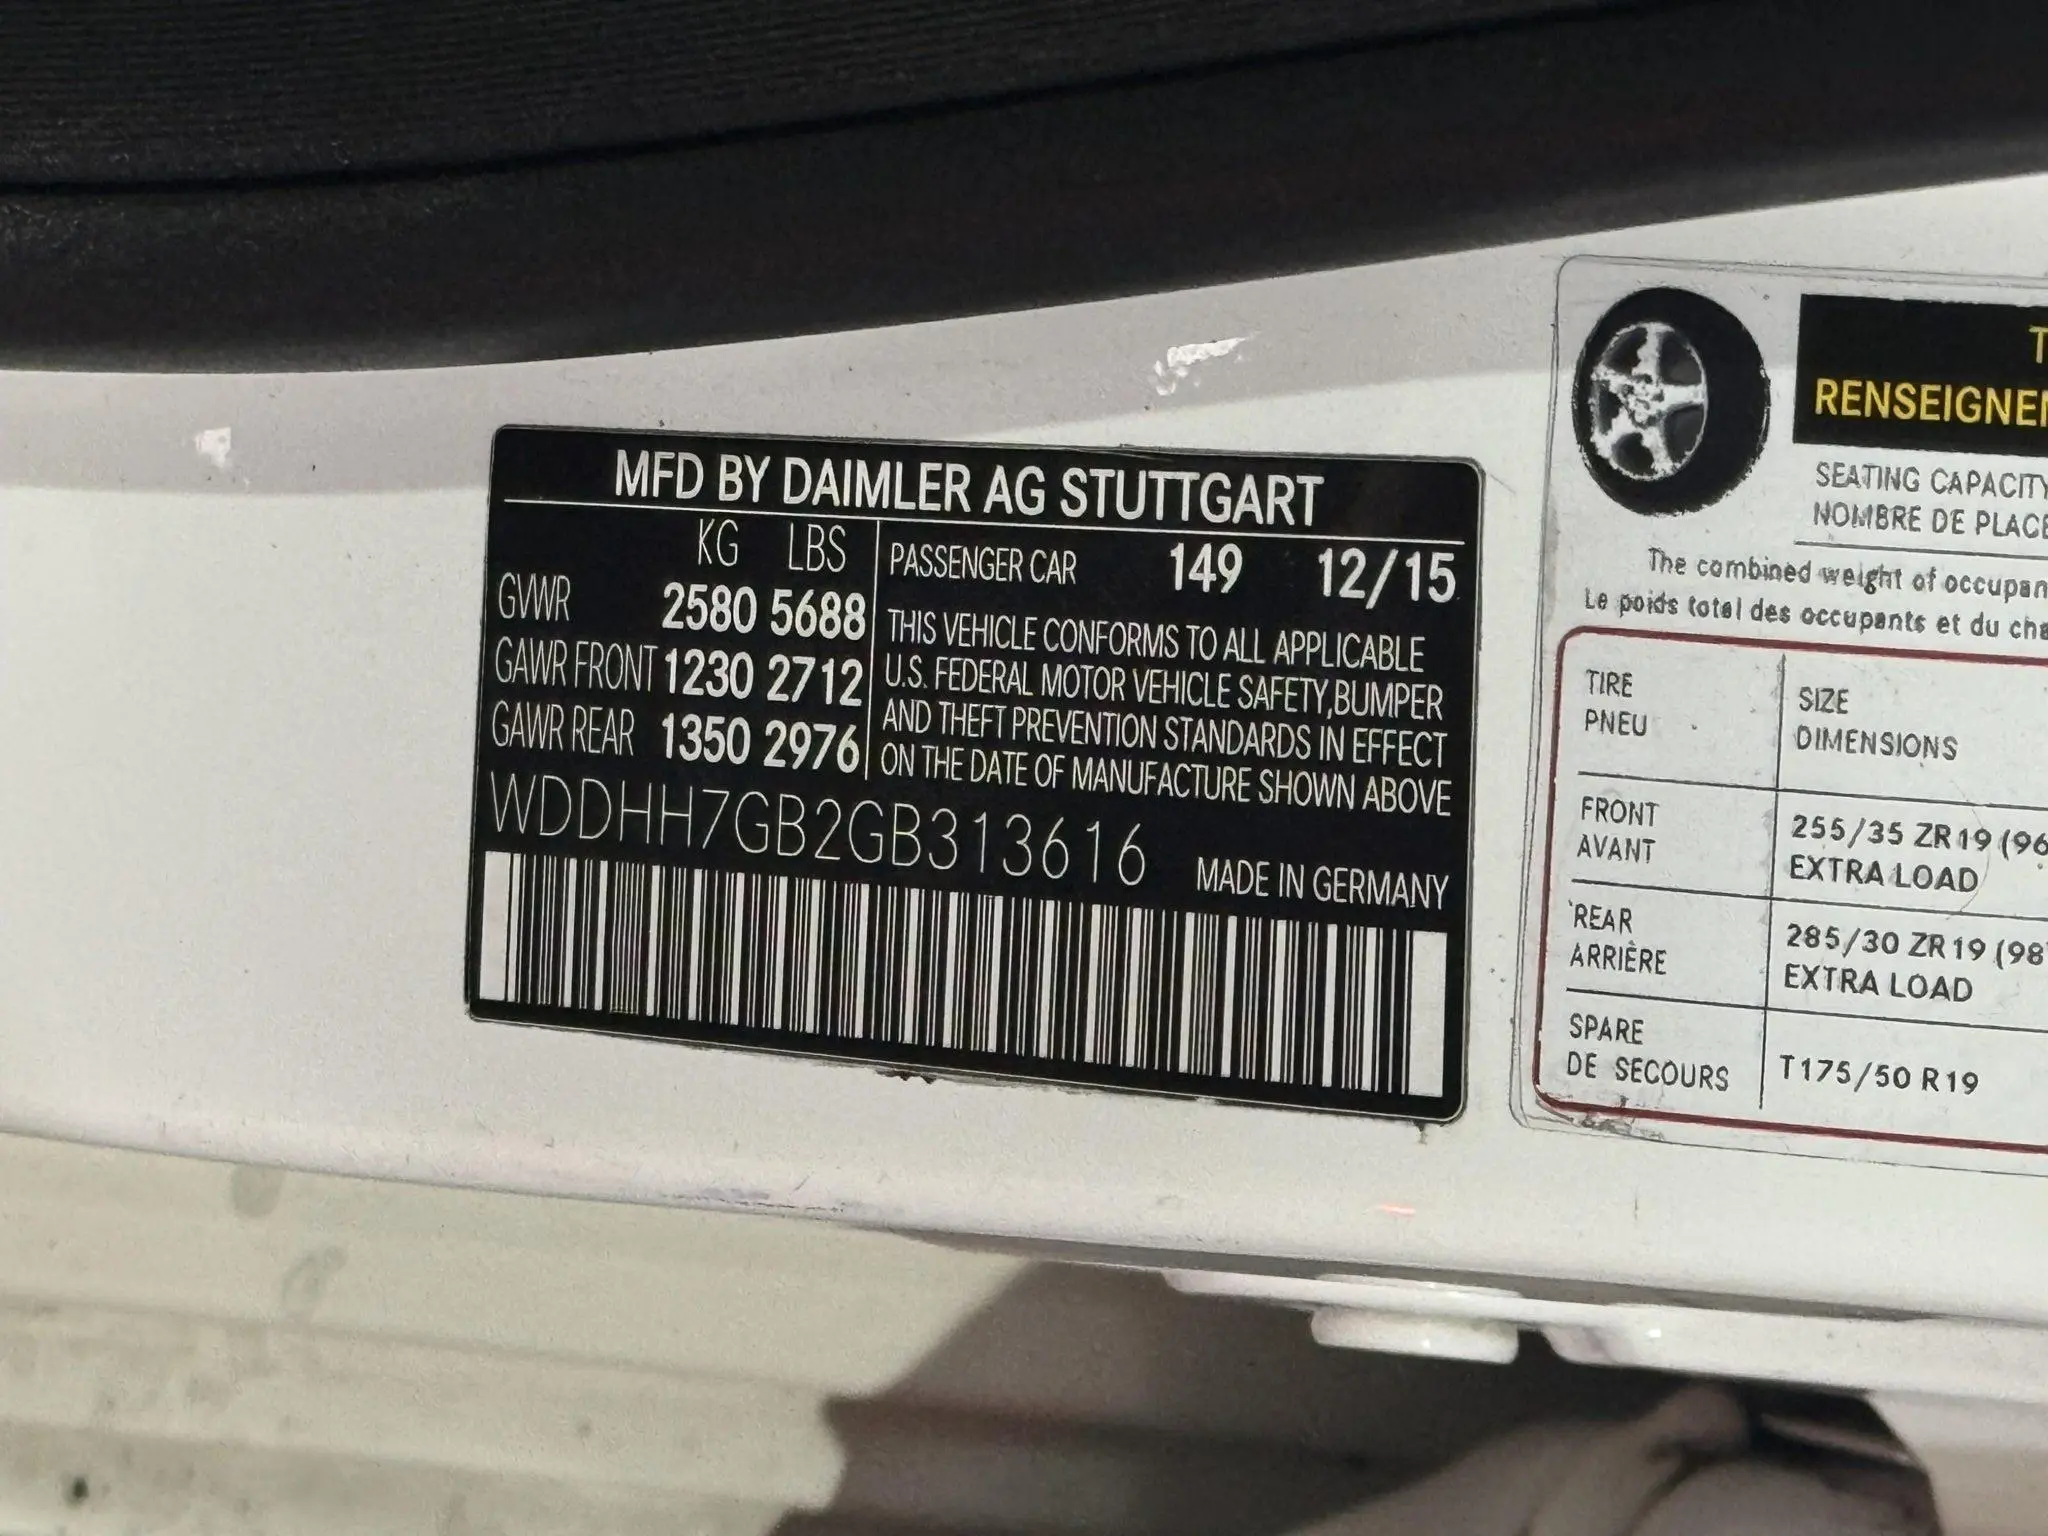 MFD BY DAIMLER AG STUTTGART
KG LBS
GVWR 2580 5688
GAWR FRONT 1230 2712
GAWR REAR 1350 2976
PASSENGER CAR 149 12/15
THIS VEHICLE CONFORMS TO ALL APPLICABLE
U.S. FEDERAL MOTOR VEHICLE SAFETY,BUMPER
AND THEFT PREVENTION STANDARDS IN EFFECT
ON THE DATE OF MANUFACTURE SHOWN ABOVE
WDDHH7GB2GB313616
MADE IN GERMANY
T
RENSEIGNE
SEATING CAPACITY
NOMBRE DE PLACE
The combined weight of occupan
Le poids total des occupants et du cha
TIRE
PNEU
SIZE
DIMENSIONS
FRONT
AVANT
255/35 ZR19 (96
EXTRA LOAD
REAR
ARRIÈRE
285/30 ZR19 (98
EXTRA LOAD
SPARE
DE SECOURS
T175/50 R19